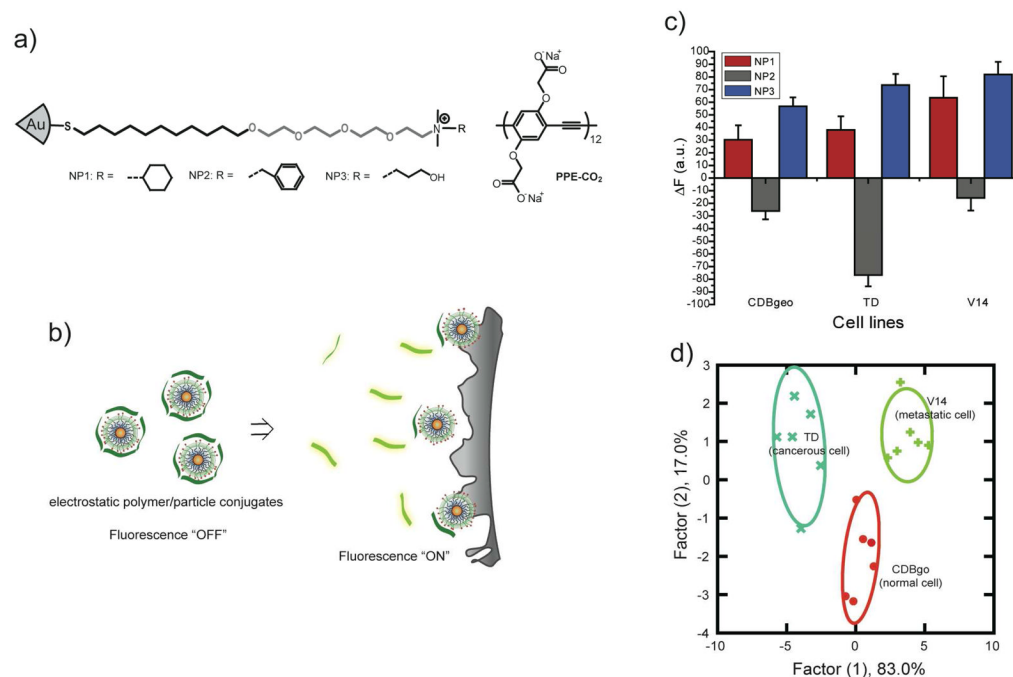 a)
Au
S
O
O
O
O
N
⊕
R
NP1: R =
NP2: R =
NP3: R =
OH
O⁻Na⁺
O
O
O
O
O⁻Na⁺
12
PPE-CO₂
b)
electrostatic polymer/particle conjugates
Fluorescence "OFF"
⇒
Fluorescence "ON"
c)
NP1
NP2
NP3
100
90
80
70
60
50
40
30
20
10
0
-10
-20
-30
-40
-50
-60
-70
-80
-90
-100
ΔF (a.u.)
CDBgeo TD V14
Cell lines
d)
3
2
1
0
-1
-2
-3
-4
Factor (2), 17.0%
V14
(metastatic cell)
TD
(cancerous cell)
CDBgo
(normal cell)
-10 -5 0 5 10
Factor (1), 83.0%